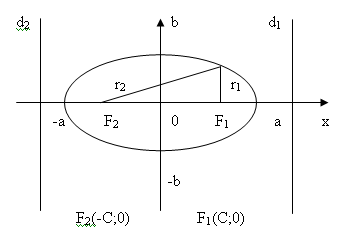 d₂ b d₁
r₂ r₁
-a F₂ 0 F₁ a x
-b
F₂(-C;0) F₁(C;0)